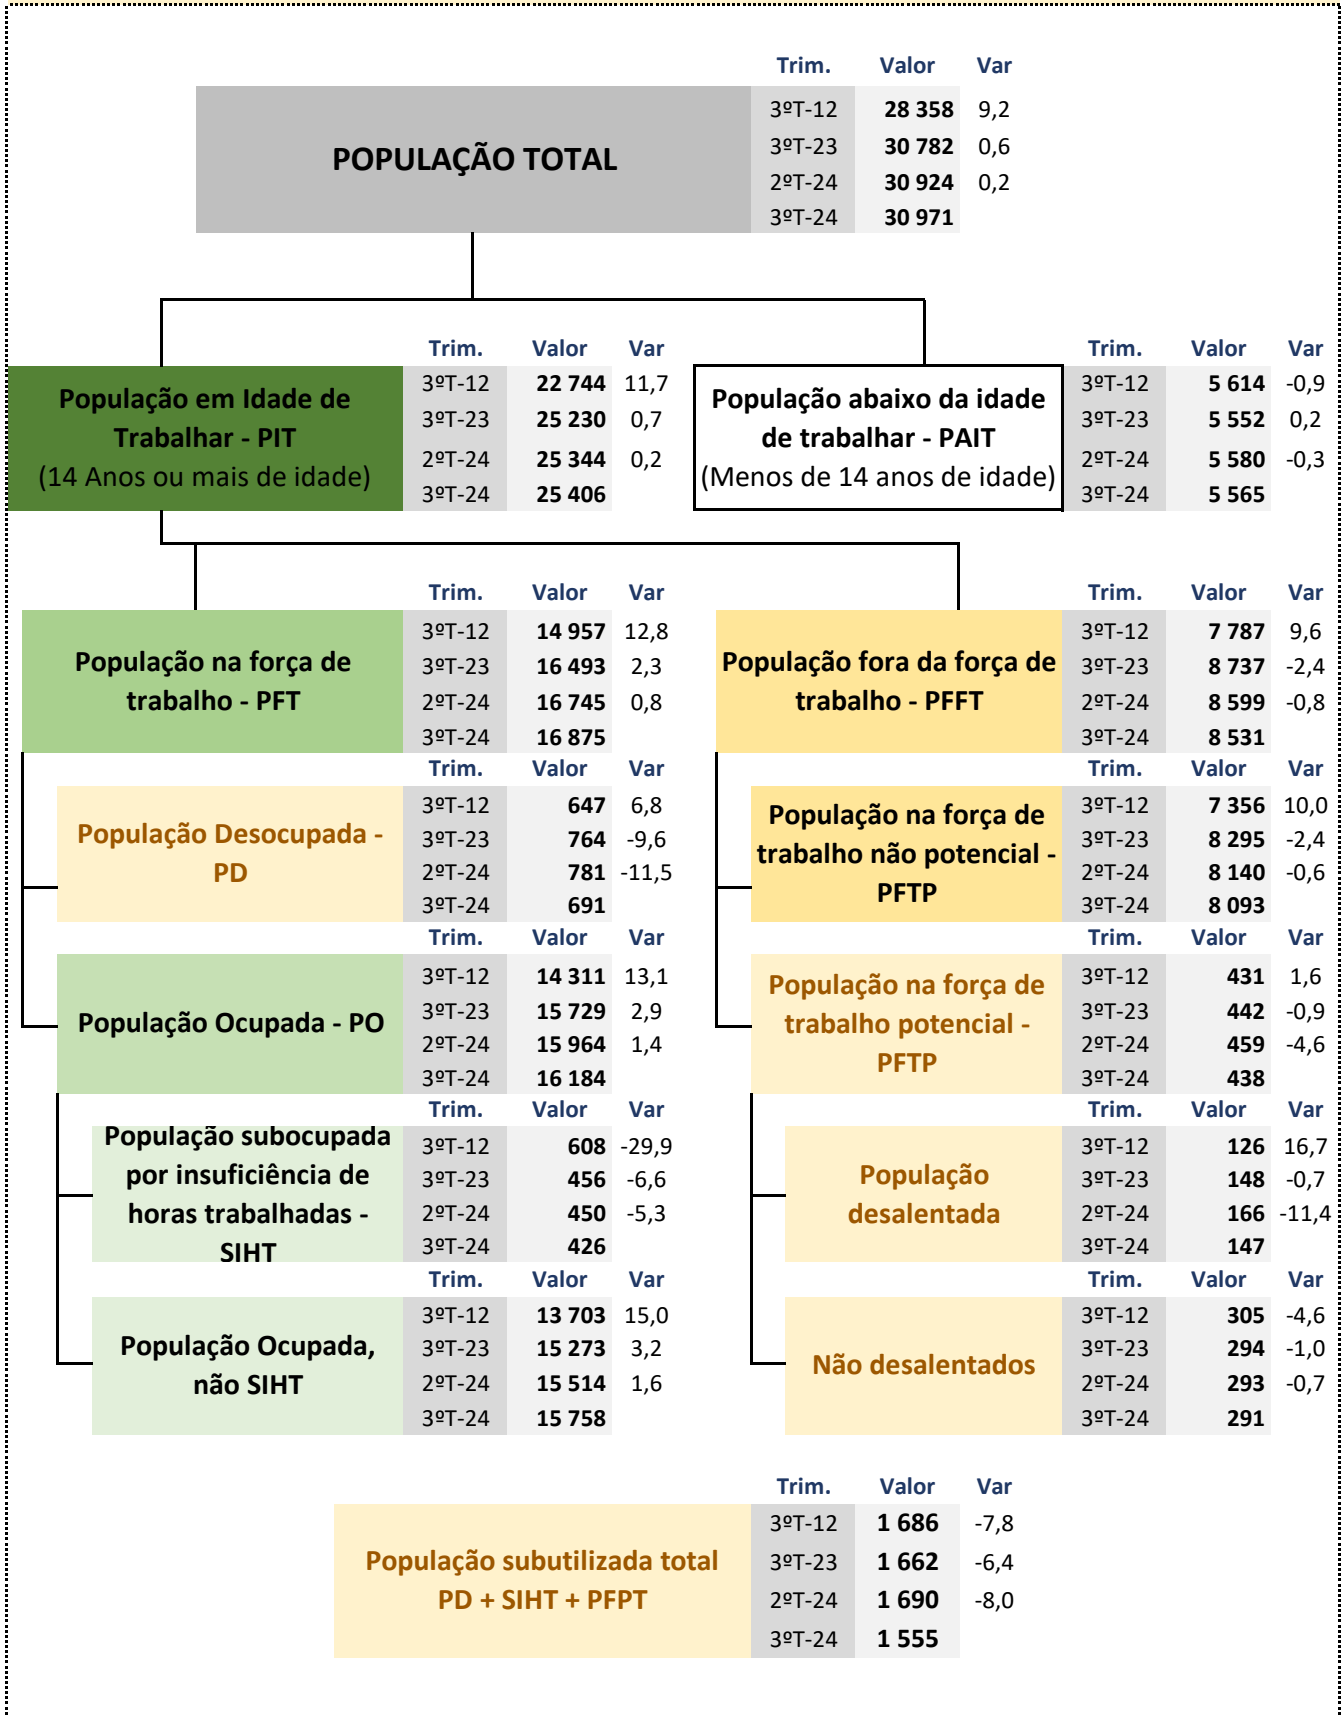 Trim. Valor Var
POPULAÇÃO TOTAL
3ºT-12 28 358 9,2
3ºT-23 30 782 0,6
2ºT-24 30 924 0,2
3ºT-24 30 971
Trim. Valor Var
População em Idade de
Trabalhar - PIT
(14 Anos ou mais de idade)
3ºT-12 22 744 11,7
3ºT-23 25 230 0,7
2ºT-24 25 344 0,2
3ºT-24 25 406
Trim. Valor Var
População abaixo da idade
de trabalhar - PAIT
(Menos de 14 anos de idade)
3ºT-12 5 614 -0,9
3ºT-23 5 552 0,2
2ºT-24 5 580 -0,3
3ºT-24 5 565
Trim. Valor Var
População na força de
trabalho - PFT
3ºT-12 14 957 12,8
3ºT-23 16 493 2,3
2ºT-24 16 745 0,8
3ºT-24 16 875
Trim. Valor Var
População fora da força de
trabalho - PFFT
3ºT-12 7 787 9,6
3ºT-23 8 737 -2,4
2ºT-24 8 599 -0,8
3ºT-24 8 531
Trim. Valor Var
População Desocupada -
PD
3ºT-12 647 6,8
3ºT-23 764 -9,6
2ºT-24 781 -11,5
3ºT-24 691
Trim. Valor Var
População na força de
trabalho não potencial -
PFTP
3ºT-12 7 356 10,0
3ºT-23 8 295 -2,4
2ºT-24 8 140 -0,6
3ºT-24 8 093
Trim. Valor Var
População Ocupada - PO
3ºT-12 14 311 13,1
3ºT-23 15 729 2,9
2ºT-24 15 964 1,4
3ºT-24 16 184
Trim. Valor Var
População na força de
trabalho potencial -
PFTP
3ºT-12 431 1,6
3ºT-23 442 -0,9
2ºT-24 459 -4,6
3ºT-24 438
Trim. Valor Var
População subocupada
por insuficiência de
horas trabalhadas -
SIHT
3ºT-12 608 -29,9
3ºT-23 456 -6,6
2ºT-24 450 -5,3
3ºT-24 426
Trim. Valor Var
População
desalentada
3ºT-12 126 16,7
3ºT-23 148 -0,7
2ºT-24 166 -11,4
3ºT-24 147
Trim. Valor Var
População Ocupada,
não SIHT
3ºT-12 13 703 15,0
3ºT-23 15 273 3,2
2ºT-24 15 514 1,6
3ºT-24 15 758
Trim. Valor Var
Não desalentados
3ºT-12 305 -4,6
3ºT-23 294 -1,0
2ºT-24 293 -0,7
3ºT-24 291
Trim. Valor Var
População subutilizada total
PD + SIHT + PFPT
3ºT-12 1 686 -7,8
3ºT-23 1 662 -6,4
2ºT-24 1 690 -8,0
3ºT-24 1 555